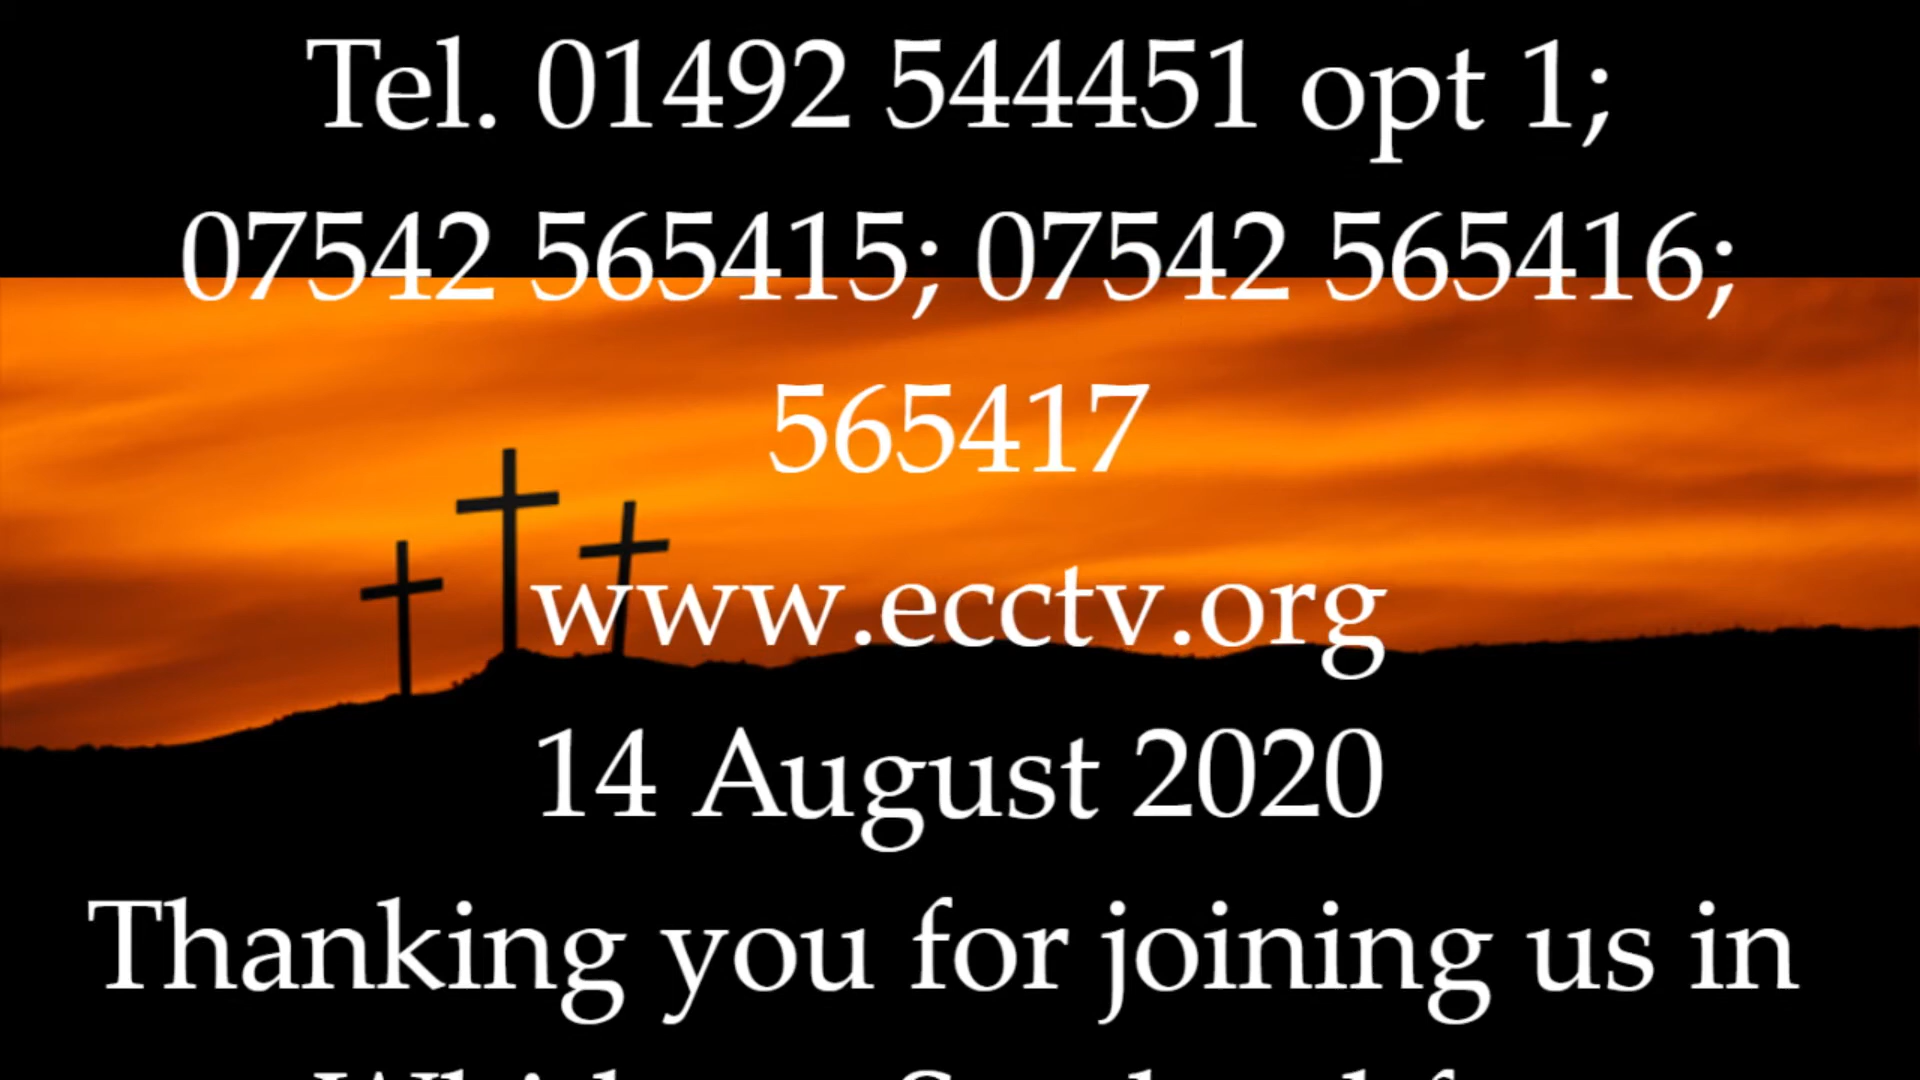 Tel. 01492 544451 opt 1;
07542 565415; 07542 565416;
565417
www.ecctv.org
14 August 2020
Thanking you for joining us in